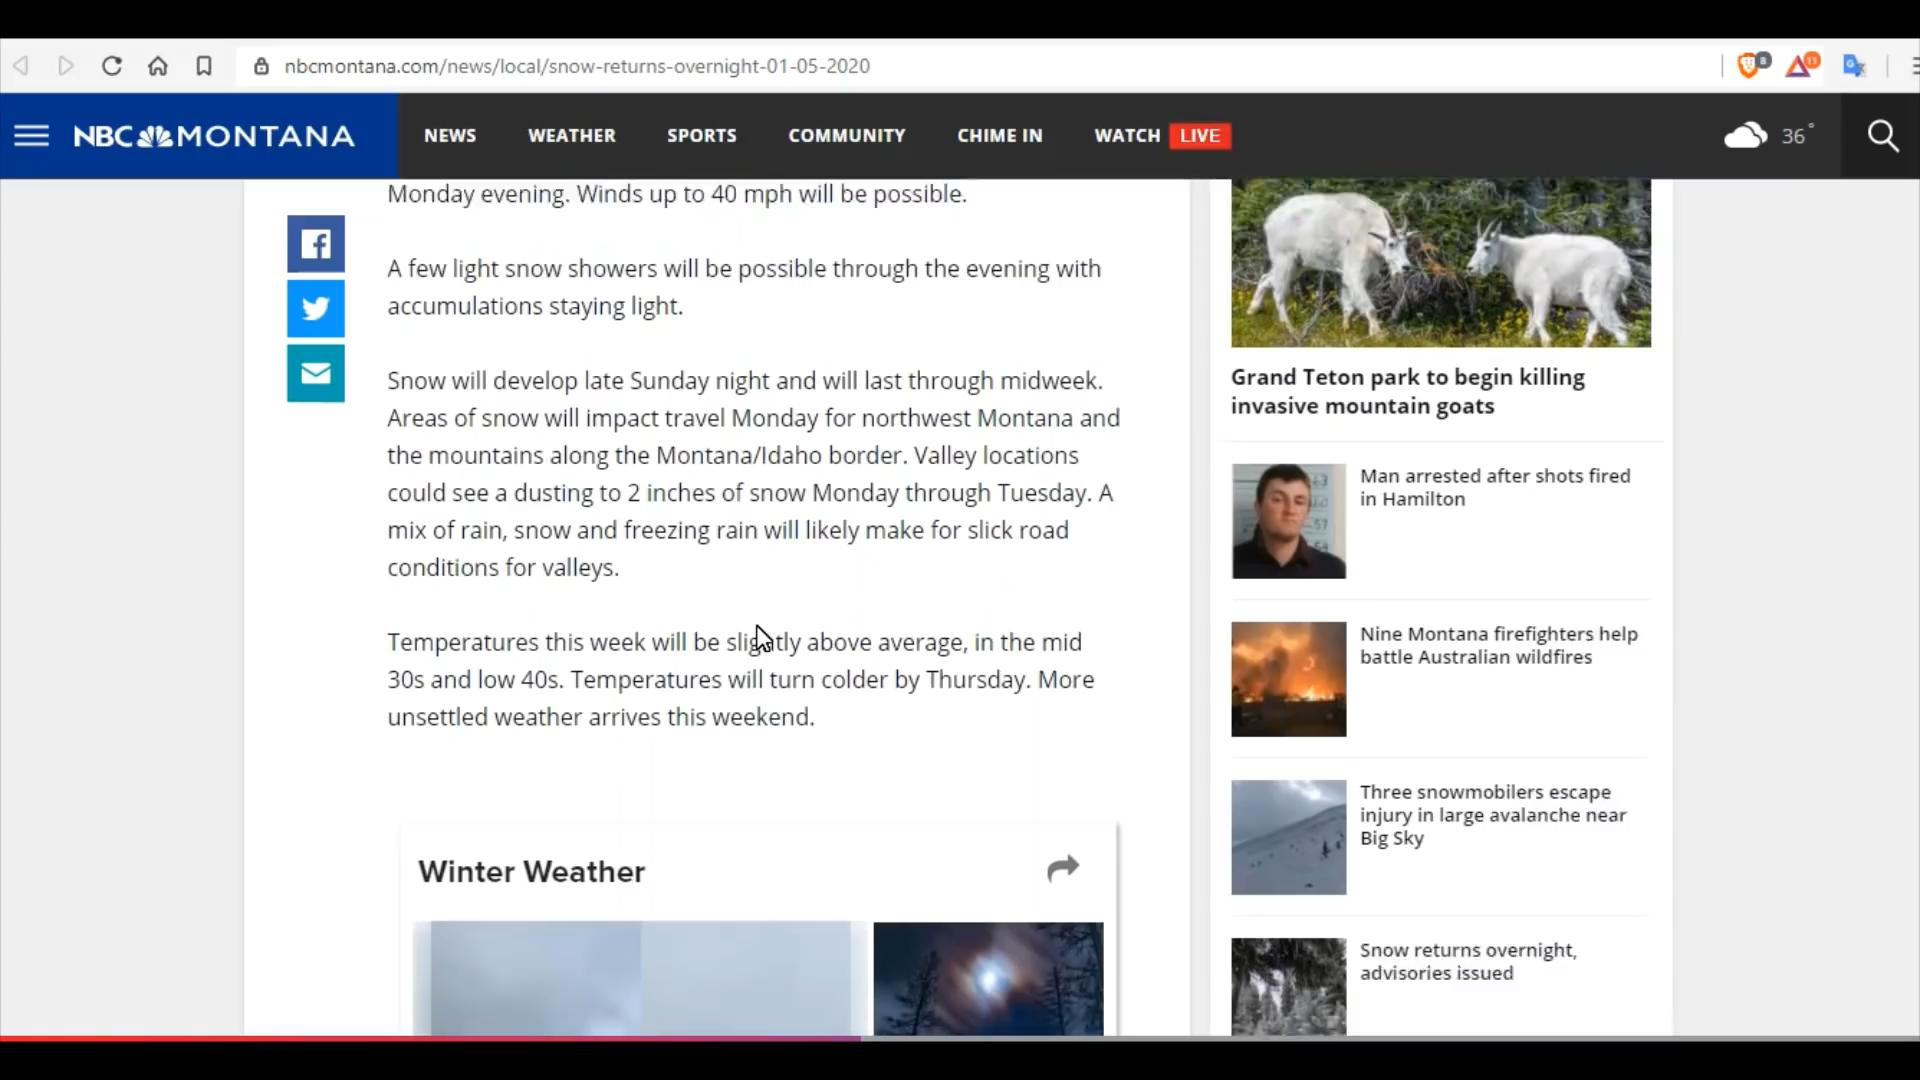 nbcmontana.com/news/local/snow-returns-overnight-01-05-2020
8
11
NBC MONTANA
NEWS
WEATHER
SPORTS
COMMUNITY
CHIME IN
WATCH LIVE
36°
Monday evening. Winds up to 40 mph will be possible.
A few light snow showers will be possible through the evening with
accumulations staying light.
Snow will develop late Sunday night and will last through midweek.
Areas of snow will impact travel Monday for northwest Montana and
the mountains along the Montana/Idaho border. Valley locations
could see a dusting to 2 inches of snow Monday through Tuesday. A
mix of rain, snow and freezing rain will likely make for slick road
conditions for valleys.
Temperatures this week will be slightly above average, in the mid
30s and low 40s. Temperatures will turn colder by Thursday. More
unsettled weather arrives this weekend.
Winter Weather
Grand Teton park to begin killing
invasive mountain goats
Man arrested after shots fired
in Hamilton
Nine Montana firefighters help
battle Australian wildfires
Three snowmobilers escape
injury in large avalanche near
Big Sky
Snow returns overnight,
advisories issued